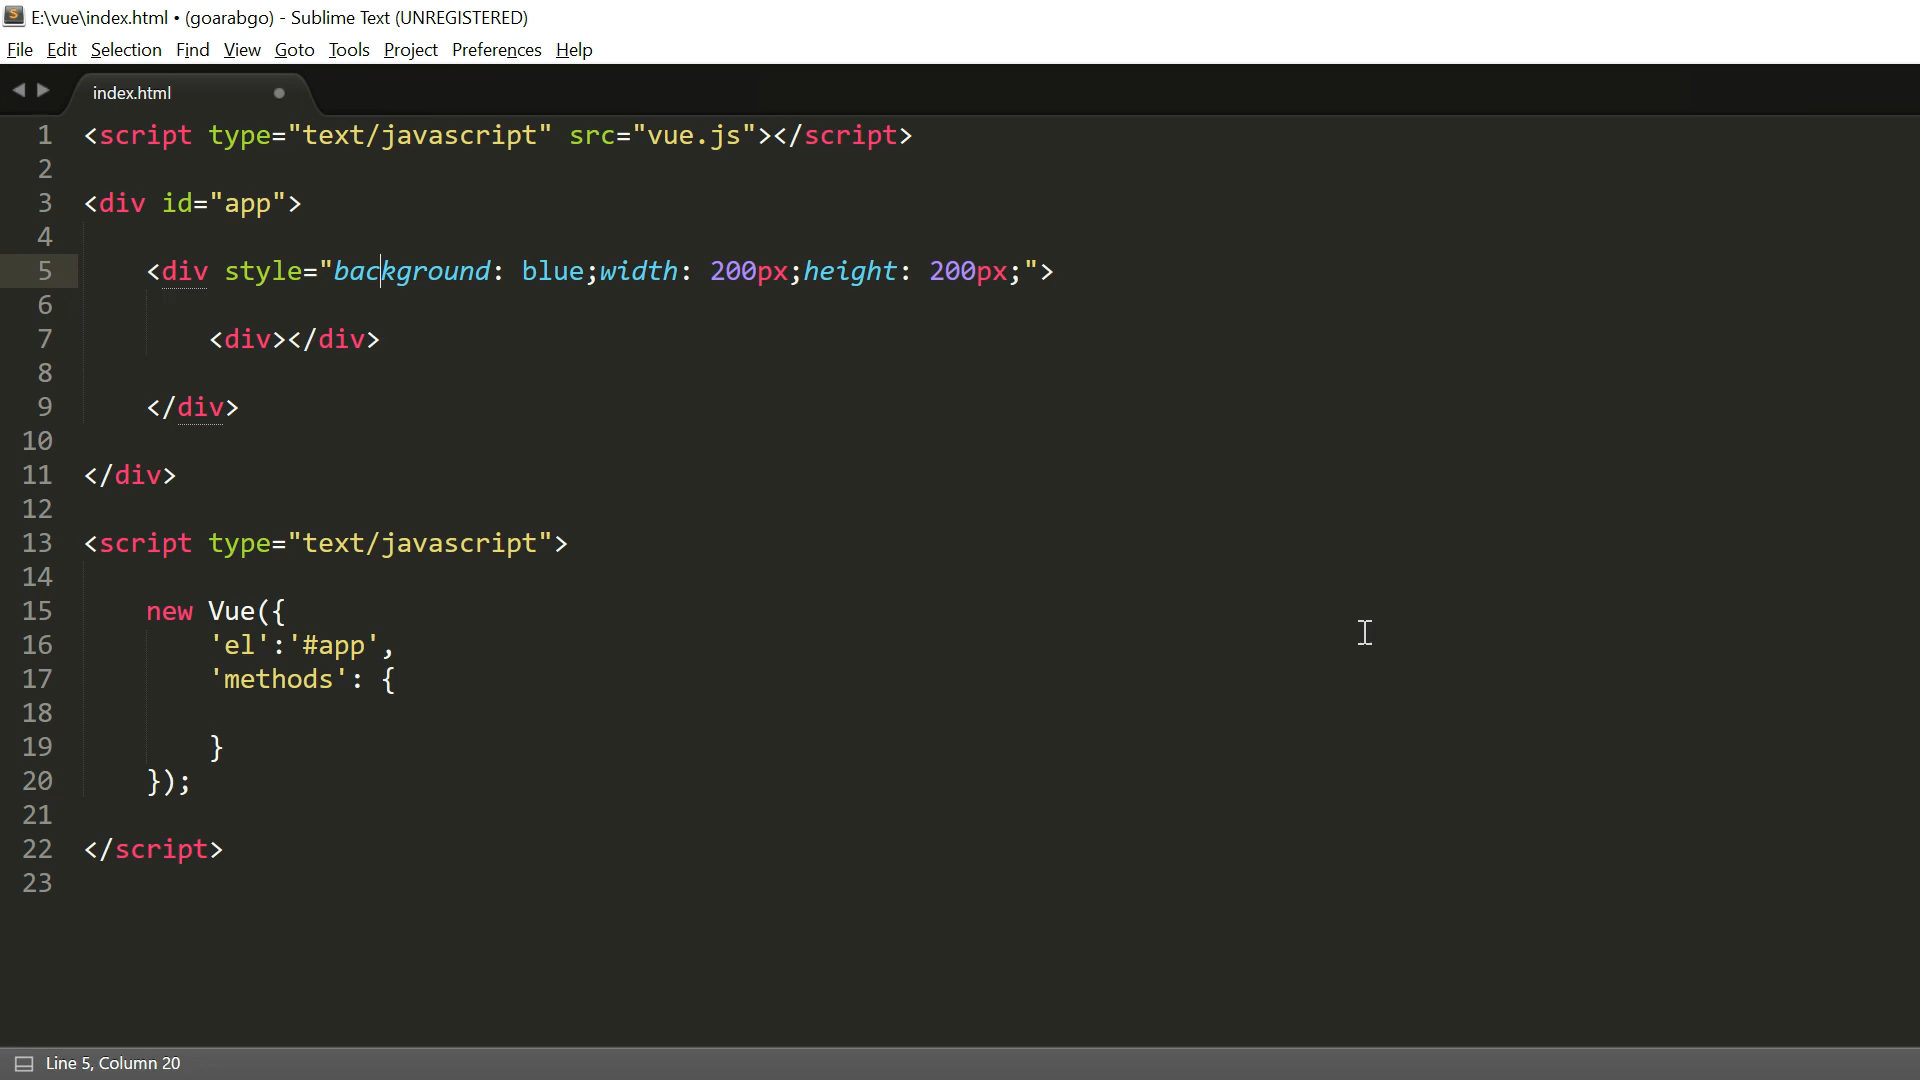 E:\vue\index.html • (goarabgo) - Sublime Text (UNREGISTERED)
File Edit Selection Find View Goto Tools Project Preferences Help
index.html
1 <script type="text/javascript" src="vue.js"></script>
2
3 <div id="app">
4
5 <div style="background: blue;width: 200px;height: 200px;">
6
7 <div></div>
8
9 </div>
10
11 </div>
12
13 <script type="text/javascript">
14
15 new Vue({
16 'el':'#app',
17 'methods': {
18
19 }
20 });
21
22 </script>
23
Line 5, Column 20